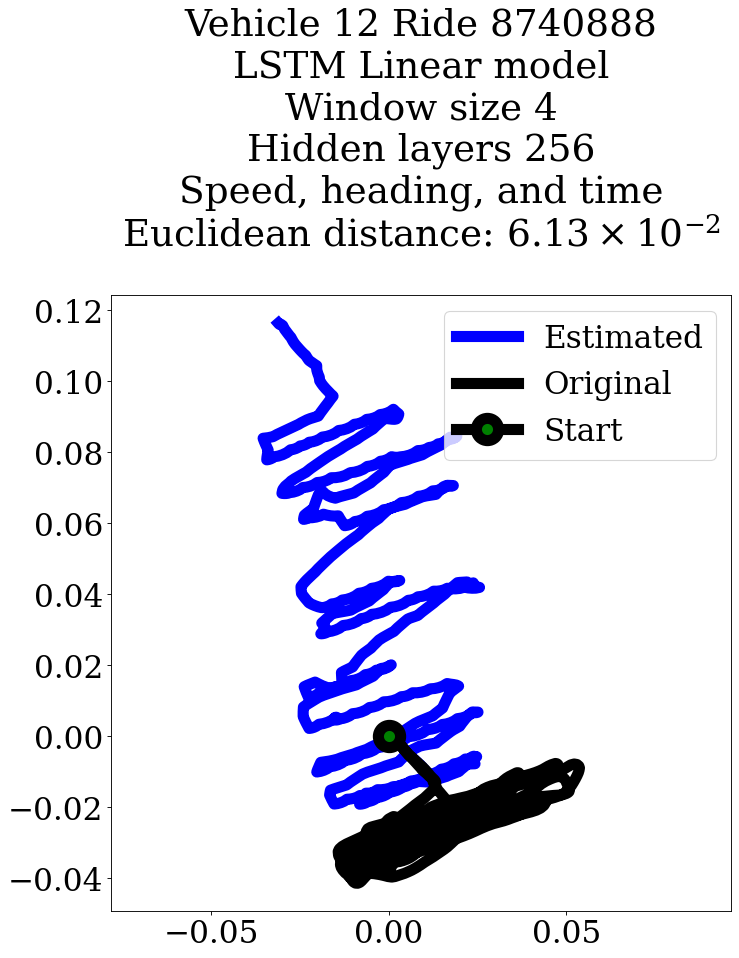 Vehicle 12 Ride 8740888
LSTM Linear model
Window size 4
Hidden layers 256
Speed, heading, and time
Euclidean distance: 6.13 × 10⁻²
Estimated
Original
Start
0.12
0.10
0.08
0.06
0.04
0.02
0.00
−0.02
−0.04
−0.05 0.00 0.05